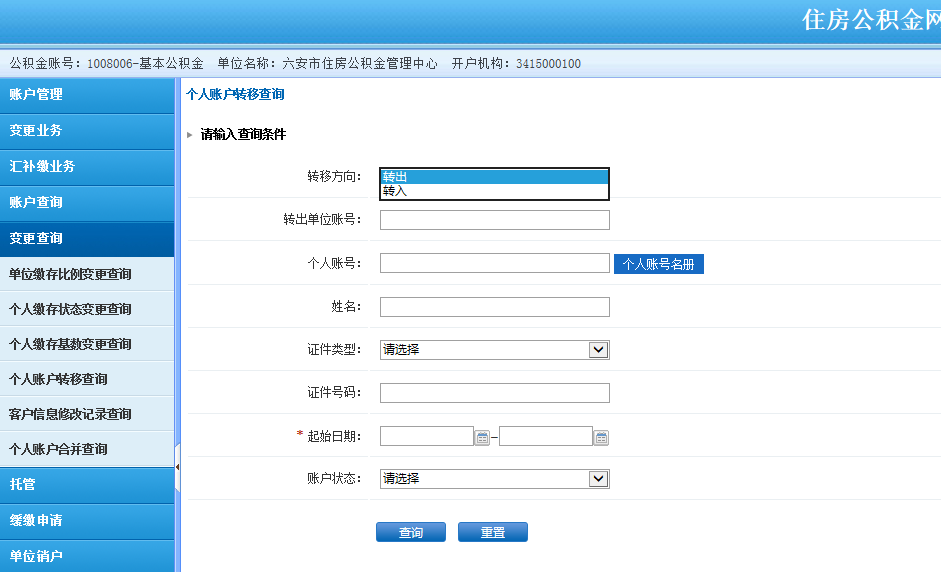 住房公积金网
公积金账号：1008006-基本公积金 单位名称：六安市住房公积金管理中心 开户机构：3415000100
账户管理
变更业务
汇补缴业务
账户查询
变更查询
单位缴存比例变更查询
个人缴存状态变更查询
个人缴存基数变更查询
个人账户转移查询
客户信息修改记录查询
个人账户合并查询
托管
缓缴申请
单位销户
个人账户转移查询
请输入查询条件
转移方向： 转出
转入
转出单位账号：
个人账号： 个人账号名册
姓名：
证件类型： 请选择
证件号码：
* 起始日期： –
账户状态： 请选择
查询 重置